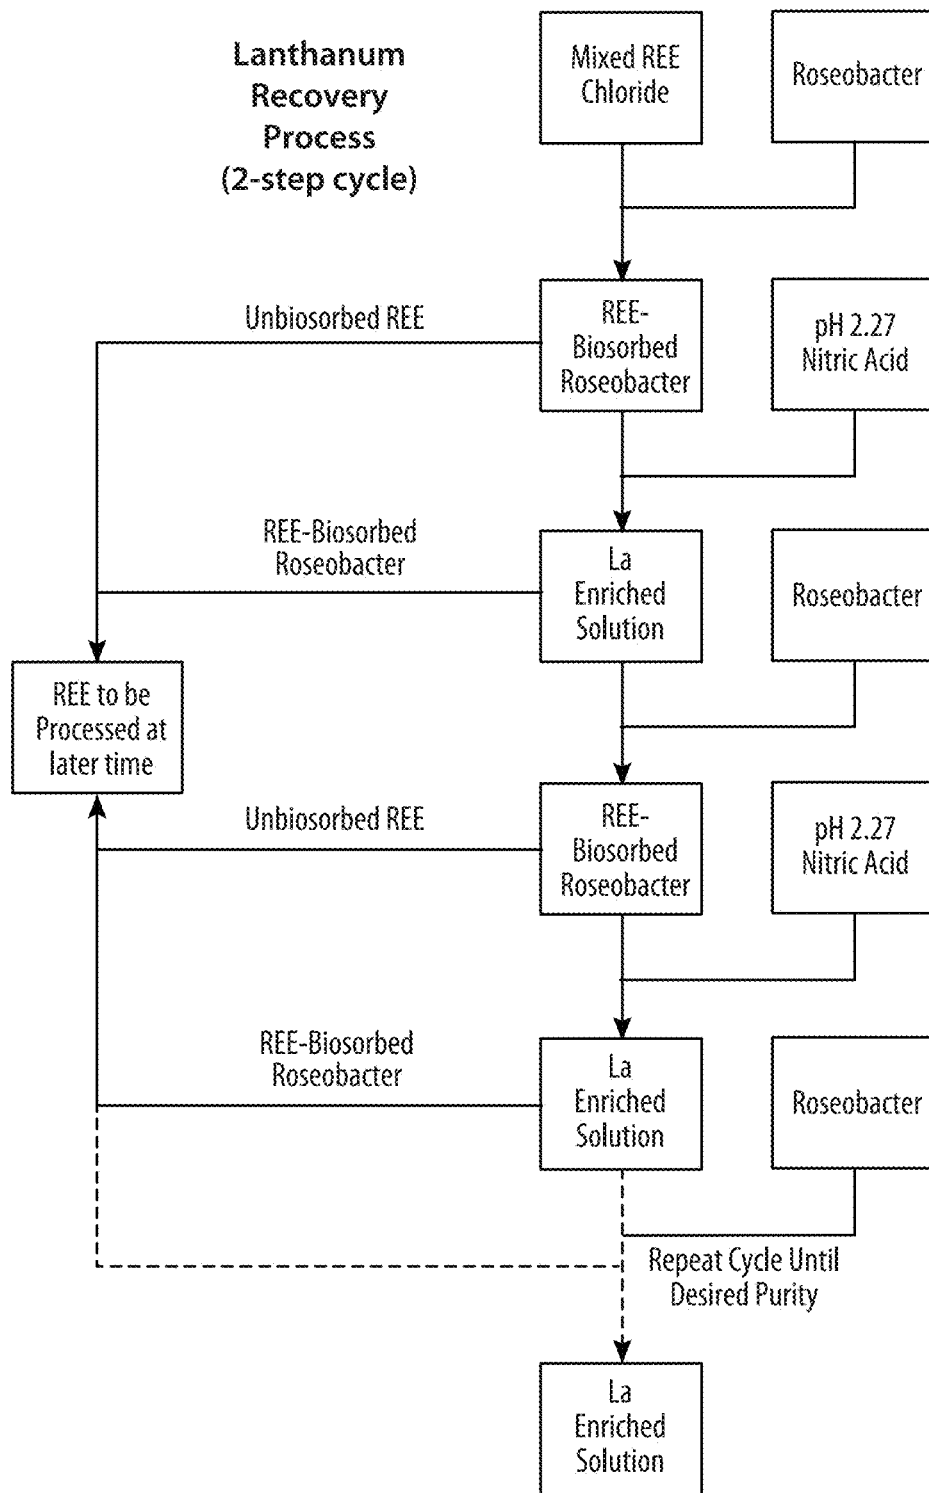 Lanthanum
Recovery
Process
(2-step cycle)
Mixed REE
Chloride
Roseobacter
Unbiosorbed REE
REE-
Biosorbed
Roseobacter
pH 2.27
Nitric Acid
REE-Biosorbed
Roseobacter
La
Enriched
Solution
Roseobacter
REE to be
Processed at
later time
Unbiosorbed REE
REE-
Biosorbed
Roseobacter
pH 2.27
Nitric Acid
REE-Biosorbed
Roseobacter
La
Enriched
Solution
Roseobacter
Repeat Cycle Until
Desired Purity
La
Enriched
Solution